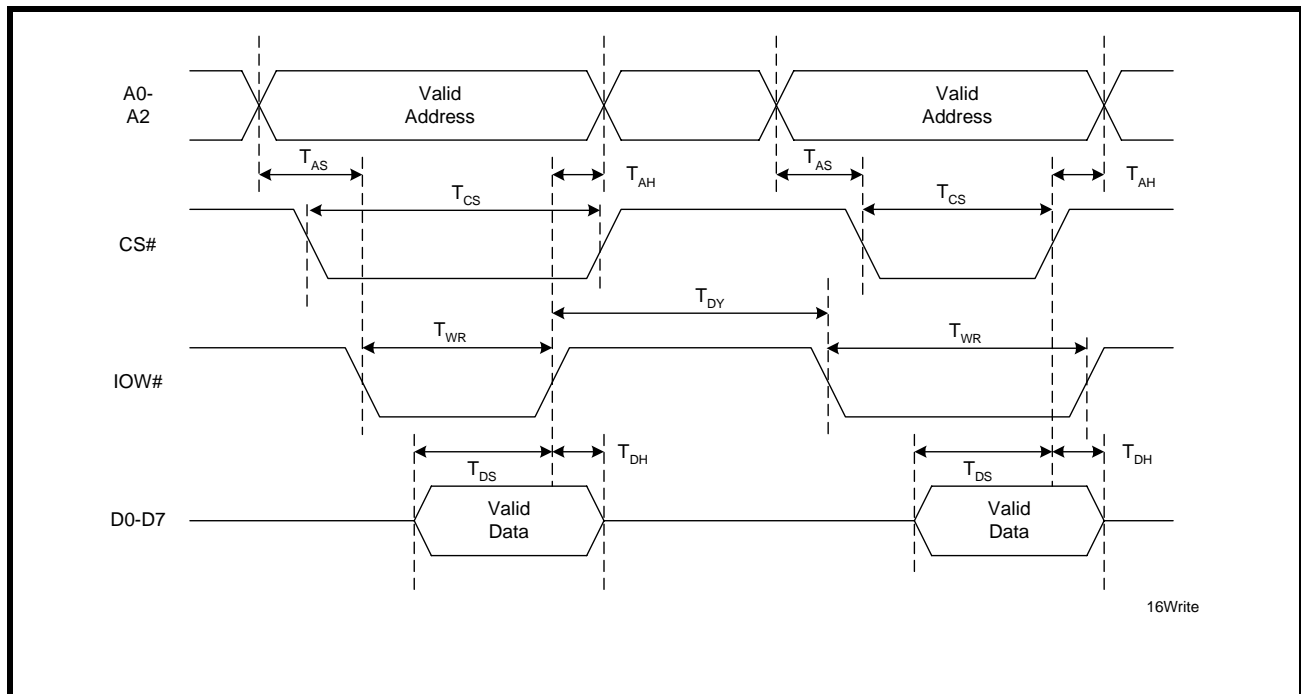 A0-
A2
Valid
Address
Valid
Address
TAS
TAH
TAS
TAH
TCS
TCS
CS#
TDY
TWR
TWR
IOW#
TDS
TDH
TDS
TDH
D0-D7
Valid
Data
Valid
Data
16Write